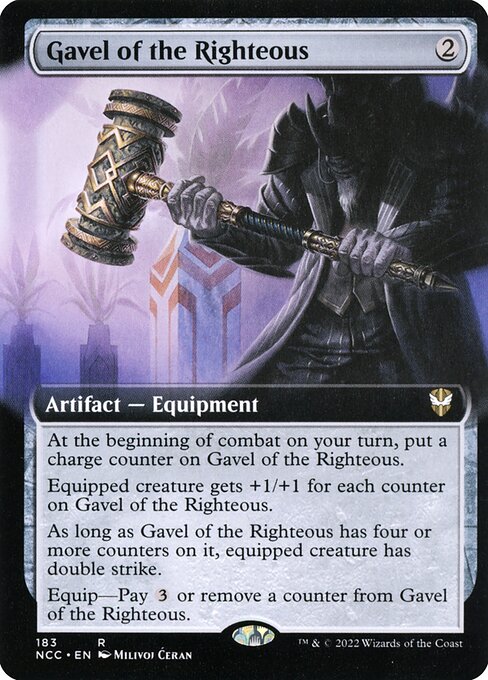 Gavel of the Righteous 2
Artifact — Equipment
At the beginning of combat on your turn, put a
charge counter on Gavel of the Righteous.
Equipped creature gets +1/+1 for each counter
on Gavel of the Righteous.
As long as Gavel of the Righteous has four or
more counters on it, equipped creature has
double strike.
Equip—Pay 3 or remove a counter from Gavel
of the Righteous.
183 R
NCC • EN Milivoj Ćeran
™ & © 2022 Wizards of the Coast